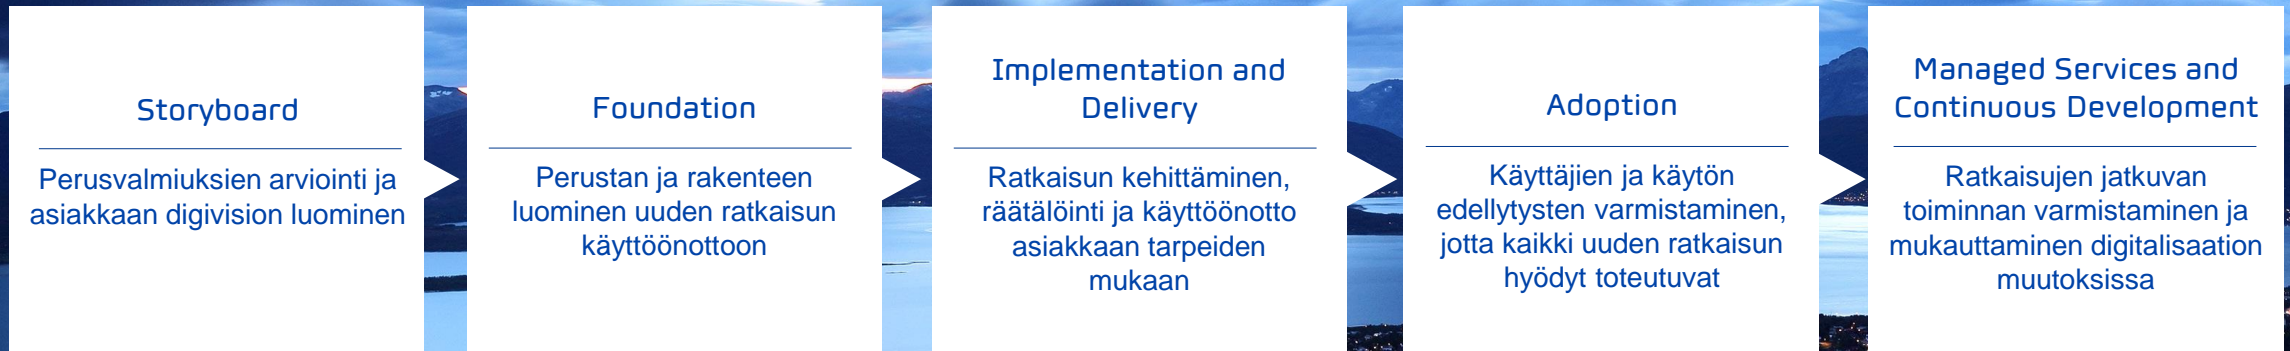 Storyboard
Perusvalmiuksien arviointi ja
asiakkaan digivision luominen
Foundation
Perustan ja rakenteen
luominen uuden ratkaisun
käyttöönottoon
Implementation and
Delivery
Ratkaisun kehittäminen,
räätälöinti ja käyttöönotto
asiakkaan tarpeiden
mukaan
Adoption
Käyttäjien ja käytön
edellytysten varmistaminen,
jotta kaikki uuden ratkaisun
hyödyt toteutuvat
Managed Services and
Continuous Development
Ratkaisujen jatkuvan
toiminnan varmistaminen ja
mukauttaminen digitalisaation
muutoksissa